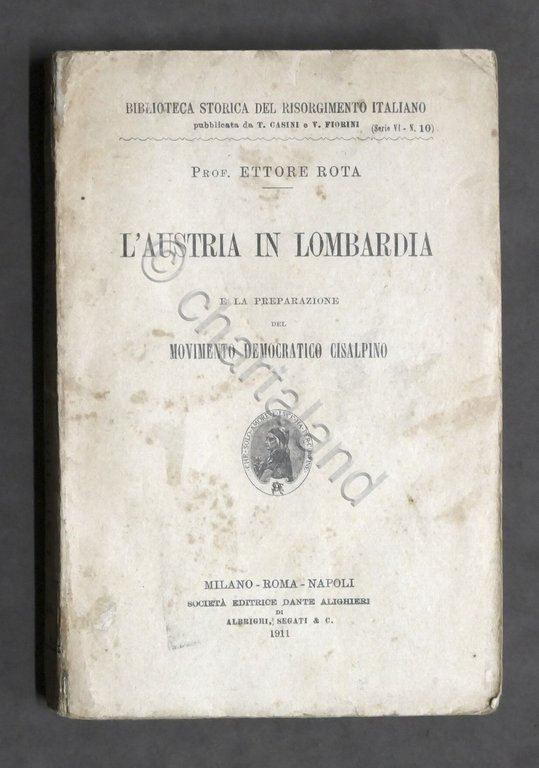 BIBLIOTECA STORICA DEL RISORGIMENTO ITALIANO
pubblicata da T. CASINI e V. FIORINI
(Serie VI - N. 10)
PROF. ETTORE ROTA
L'AUSTRIA IN LOMBARDIA
E LA PREPARAZIONE
DEL
MOVIMENTO DEMOCRATICO CISALPINO
MILANO - ROMA - NAPOLI
SOCIETÀ EDITRICE DANTE ALIGHIERI
DI
ALBRIGHI, SEGATI & C.
1911
© chartaland